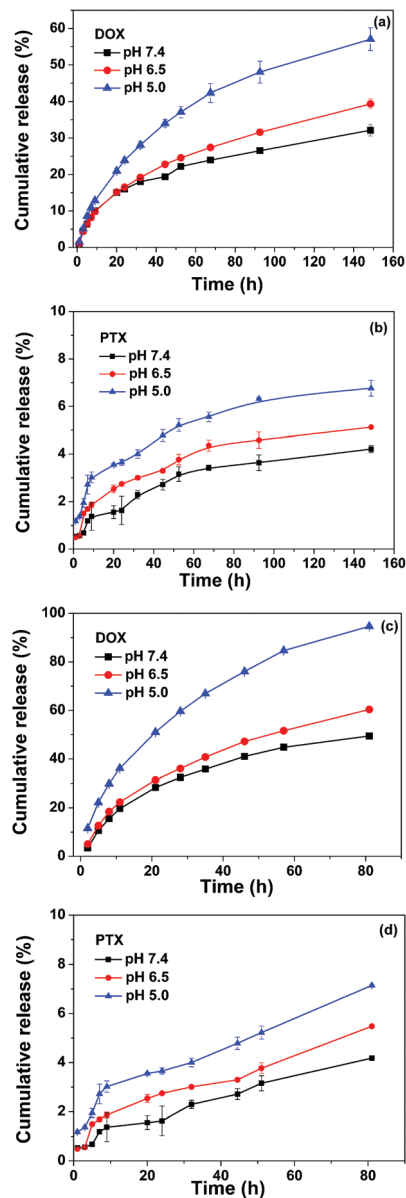 (a)
DOX
pH 7.4
pH 6.5
pH 5.0
Cumulative release (%)
60
50
40
30
20
10
0
0 20 40 60 80 100 120 140 160
Time (h)
(b)
PTX
pH 7.4
pH 6.5
pH 5.0
Cumulative release (%)
10
8
6
4
2
0
0 20 40 60 80 100 120 140 160
Time (h)
(c)
DOX
pH 7.4
pH 6.5
pH 5.0
Cumulative release (%)
100
80
60
40
20
0
0 20 40 60 80
Time (h)
(d)
PTX
pH 7.4
pH 6.5
pH 5.0
Cumulative release (%)
10
8
6
4
2
0
0 20 40 60 80
Time (h)